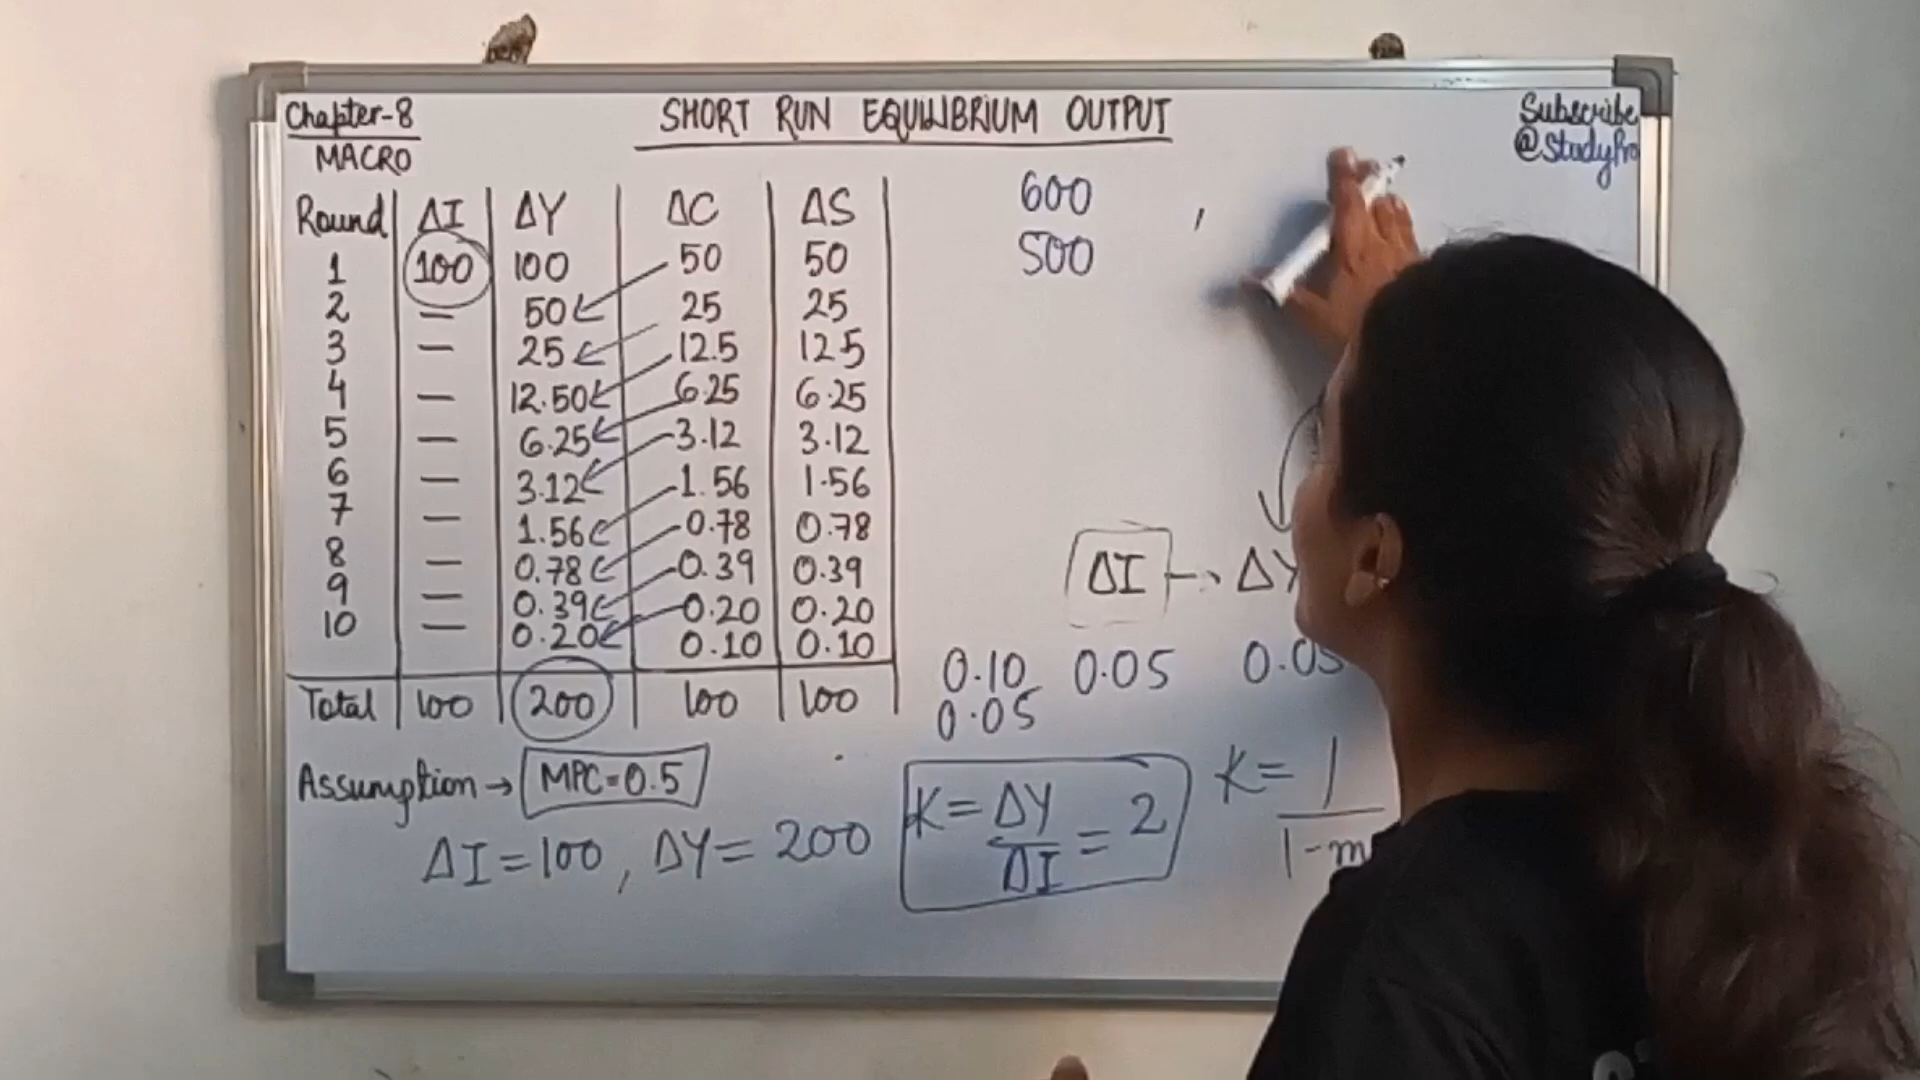 Chapter-8
MACRO
SHORT RUN EQUILIBRIUM OUTPUT
Subscribe
Round ΔI ΔY ΔC ΔS
1 100 100 50 50
2 — 50 25 25
3 — 25 12.5 12.5
4 — 12.50 6.25 6.25
5 — 6.25 3.12 3.12
6 — 3.12 1.56 1.56
7 — 1.56 0.78 0.78
8 — 0.78 0.39 0.39
9 — 0.39 0.20 0.20
10 — 0.20 0.10 0.10
Total 100 200 100 100
600 ,
500
ΔI → ΔY
0.10 0.05 0.05
0.05
Assumption → MPC=0.5
ΔI = 100, ΔY = 200
K = ΔY/ΔI = 2
K = 1/1-m